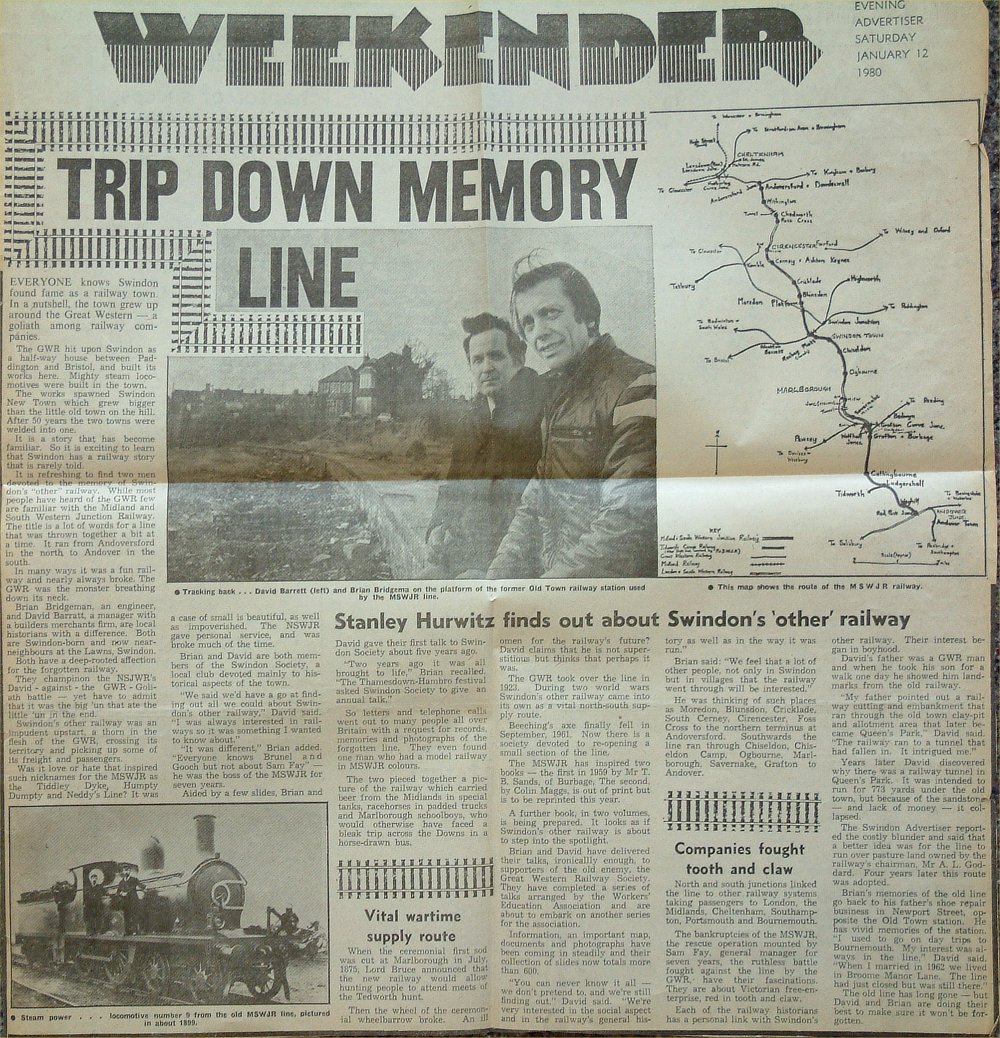 WEEKENDER
EVENING
ADVERTISER
SATURDAY
JANUARY 12
1980
TRIP DOWN MEMORY
LINE
EVERYONE knows Swindon
found fame as a railway town.
In a nutshell, the town grew up
around the Great Western — a
goliath among railway com-
panies.
The GWR hit upon Swindon as
a half-way house between Pad-
dington and Bristol, and built its
works here. Mighty steam loco-
motives were built in the town.
The works spawned Swindon
New Town which grew bigger
than the little old town on the hill.
After 50 years the two towns were
welded into one.
It is a story that has become
familiar. So it is exciting to learn
that Swindon has a railway story
that is rarely told.
It is refreshing to find two men
devoted to the memory of Swin-
don's "other" railway. While most
people have heard of the GWR few
are familiar with the Midland and
South Western Junction Railway.
The title is a lot of words for a line
that was thrown together a bit at
a time. It ran from Andoversford
in the north to Andover in the
south.
In many ways it was a fun rail-
way and nearly always broke. The
GWR was the monster breathing
down its neck.
Brian Bridgeman, an engineer,
and David Barratt, a manager with
a builders merchants firm, are local
historians with a difference. Both
are Swindon-born and now near-
neighbours at the Lawns, Swindon.
Both have a deep-rooted affection
for the forgotten railway.
They champion the NSJWR's
David - against - the GWR - Goli-
ath battle — yet have to admit
that it was the big 'un that ate the
little 'un in the end.
Swindon's other railway was an
impudent upstart, a thorn in the
flesh of the GWR, crossing its
territory and picking up some of
its freight and passengers.
Was it love or hate that inspired
such nicknames for the MSWJR as
the Tiddley Dyke, Humpty
Dumpty and Neddy's Line? It was
● Tracking back . . . David Barrett (left) and Brian Bridgema on the platform of the former Old Town railway station used
by the MSWJR line.
To Worcester & Birmingham
To Stratford on Avon & Birmingham
CHELTENHAM
To Gloucester
To Kingham & Banbury
Andoversford & Dowdeswell
Withington
Chedworth
Foss Cross
CIRENCESTER
Fairford
To Witney and Oxford
To Gloucester
Kemble
Cerney & Ashton Keynes
Tetbury
Cricklade
Highworth
Blunsdon
Moredon Platform
To Paddington
To Badminton &
South Wales
Swindon Junction
SWINDON TOWN
To Bristol
Chiseldon
Ogbourne
MARLBOROUGH
To Reading
Bedwyn
Grafton Curve Junc.
Grafton & Burbage
Pewsey
Collingbourne
Ludgershall
Tidworth
Red Post Junc.
Andover Town
To Salisbury
KEY
Midland & South Western Junction Railway
Great Western Railway
Midland Railway
London & South Western Railway
● This map shows the route of the M S W J R railway.
Stanley Hurwitz finds out about Swindon's 'other' railway
a case of small is beautiful, as well
as impoverished. The NSWJR
gave personal service, and was
broke much of the time.
Brian and David are both mem-
bers of the Swindon Society, a
local club devoted mainly to his-
torical aspects of the town.
"We said we'd have a go at find-
ing out all we could about Swin-
don's other railway," David said.
"I was always interested in rail-
ways so it was something I wanted
to know about."
"It was different," Brian added.
"Everyone knows Brunel and
Gooch but not about Sam Fay" —
he was the boss of the MSWJR for
seven years.
Aided by a few slides, Brian and
● Steam power . . . locomotive number 9 from the old MSWJR line, pictured
in about 1899.
David gave their first talk to Swin-
don Society about five years ago.
"Two years ago it was all
brought to life," Brian recalled.
"The Thamesdown-Hambro festival
asked Swindon Society to give an
annual talk."
So letters and telephone calls
went out to many people all over
Britain with a request for records,
memories and photographs of the
forgotten line. They even found
one man who had a model railway
in MSWJR colours.
The two pieced together a pic-
ture of the railway which carried
beer from the Midlands in special
tanks, racehorses in padded trucks
and Marlborough schoolboys, who
would otherwise have faced a
bleak trip across the Downs in a
horse-drawn bus.
Vital wartime
supply route
When the ceremonial first sod
was cut at Marlborough in July,
1875, Lord Bruce announced that
the new railway would allow
hunting people to attend meets of
the Tedworth hunt.
Then the wheel of the ceremon-
ial wheelbarrow broke. An ill
omen for the railway's future?
David claims that he is not super-
stitious but thinks that perhaps it
was.
The GWR took over the line in
1923. During two world wars
Swindon's other railway came into
its own as a vital north-south sup-
ply route.
Beeching's axe finally fell in
September, 1961. Now there is a
society devoted to re-opening a
small section of the line.
The MSWJR has inspired two
books — the first in 1959 by Mr T.
B. Sands, of Burbage. The second,
by Colin Maggs, is out of print but
is to be reprinted this year.
A further book, in two volumes,
is being prepared. It looks as if
Swindon's other railway is about
to step into the spotlight.
Brian and David have delivered
their talks, ironically enough, to
supporters of the old enemy, the
Great Western Railway Society.
They have completed a series of
talks arranged by the Workers'
Education Association and are
about to embark on another series
for the association.
Information, an important map,
documents and photographs have
been coming in steadily and their
collection of slides now totals more
than 600.
"You can never know it all —
we don't pretend to, and we're still
finding out," David said. "We're
very interested in the social aspect
and in the railway's general his-
tory as well as in the way it was
run."
Brian said: "We feel that a lot of
other people, not only in Swindon
but in villages that the railway
went through will be interested."
He was thinking of such places
as Moredon, Blunsdon, Cricklade,
South Cerney, Cirencester, Foss
Cross to the northern terminus at
Andoversford. Southwards the
line ran through Chiseldon, Chis-
eldon Camp, Ogbourne, Marl-
borough, Savernake, Grafton to
Andover.
Companies fought
tooth and claw
North and south junctions linked
the line to other railway systems
taking passengers to London, the
Midlands, Cheltenham, Southamp-
ton, Portsmouth and Bournemouth.
The bankruptcies of the MSWJR,
the rescue operation mounted by
Sam Fay, general manager for
seven years, the ruthless battle
fought against the line by the
GWR, have their fascinations.
They are about Victorian free-en-
terprise, red in tooth and claw.
Each of the railway historians
has a personal link with Swindon's
other railway. Their interest be-
gan in boyhood.
David's father was a GWR man
and when he took his son for a
walk one day he showed him land-
marks from the old railway.
"My father pointed out a rail-
way cutting and embankment that
ran through the old town clay-pit
and allotment area that later be-
came Queen's Park," David said.
"The railway ran to a tunnel that
had fallen in. It intrigued me."
Years later David discovered
why there was a railway tunnel in
Queen's Park. It was intended to
run for 773 yards under the old
town, but because of the sandstone
— and lack of money — it col-
lapsed.
The Swindon Advertiser report-
ed the costly blunder and said that
a better idea was for the line to
run over pasture land owned by the
railway's chairman, Mr A. L. God-
dard. Four years later this route
was adopted.
Brian's memories of the old line
go back to his father's shoe repair
business in Newport Street, op-
posite the Old Town station. He
has vivid memories of the station.
"I used to go on day trips to
Bournemouth. My interest was al-
ways in the line," David said.
"When I married in 1962 we lived
in Broome Manor Lane. The line
had just closed but was still there."
The old line has long gone — but
David and Brian are doing their
best to make sure it won't be for-
gotten.